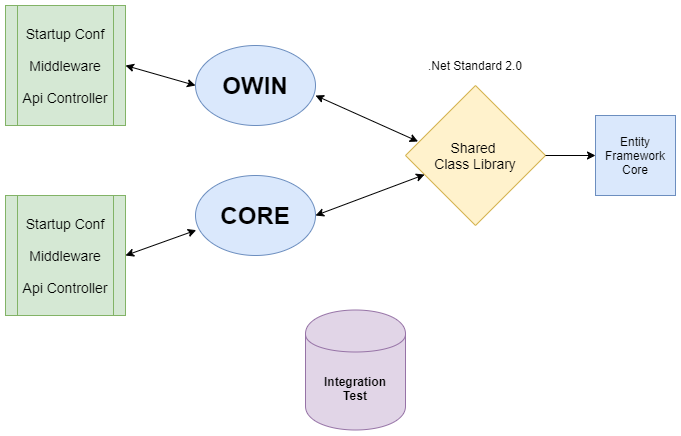 Startup Conf
Middleware
Api Controller
OWIN
.Net Standard 2.0
Shared
Class Library
Entity
Framework
Core
Startup Conf
Middleware
Api Controller
CORE
Integration
Test